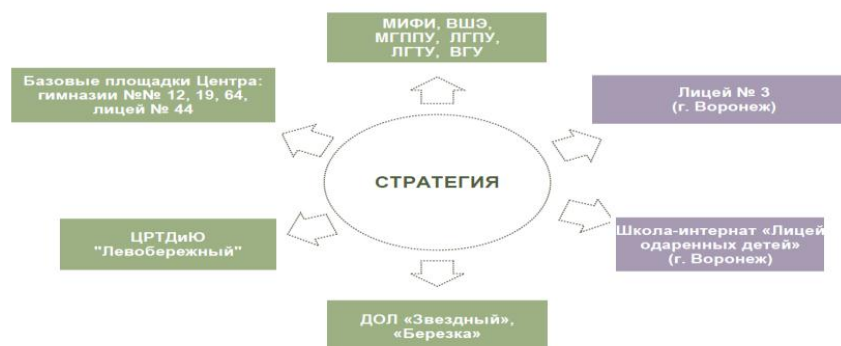 МИФИ, ВШЭ,
МГППУ, ЛГПУ,
ЛГТУ, ВГУ
Базовые площадки Центра:
гимназии №№ 12, 19, 64,
лицей № 44
Лицей № 3
(г. Воронеж)
СТРАТЕГИЯ
ЦРТДиЮ
"Левобережный"
Школа-интернат «Лицей
одаренных детей»
(г. Воронеж)
ДОЛ «Звездный»,
«Березка»